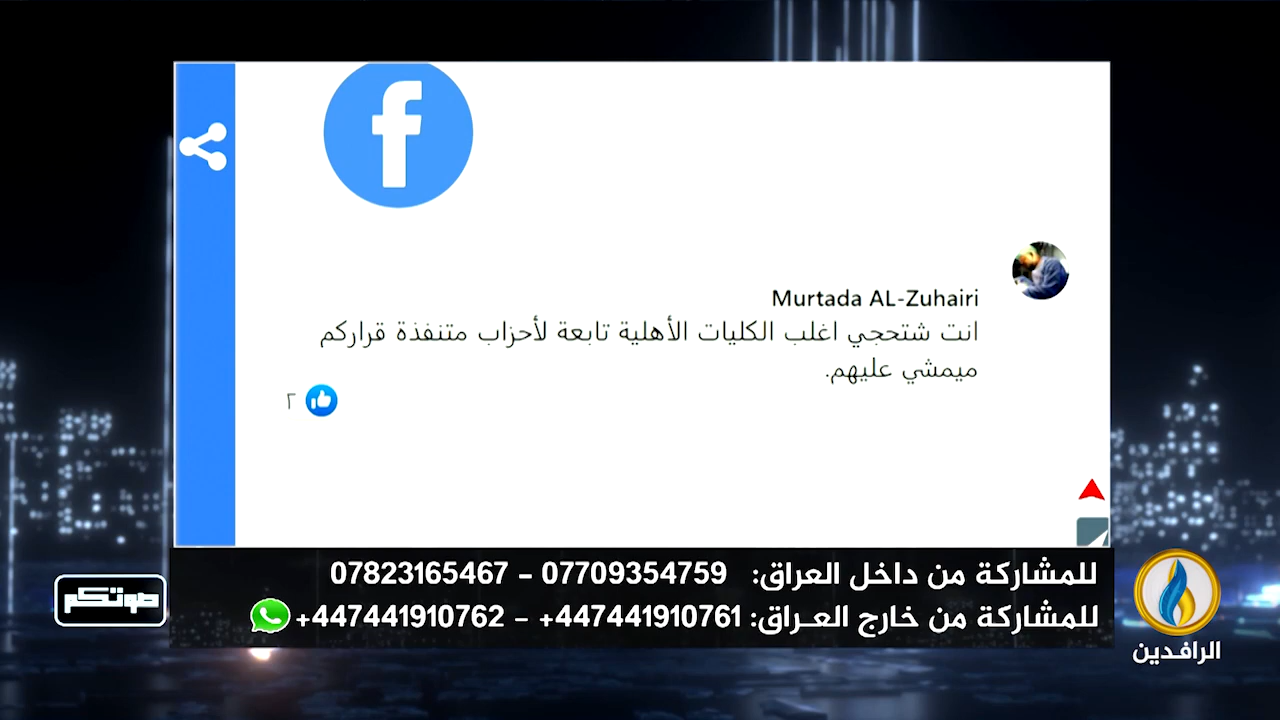 Murtada AL-Zuhairi
انت شتحجي اغلب الكليات الأهلية تابعة لأحزاب متنفذة قراركم
ميمشي عليهم.
٢
للمشاركة من داخل العراق: 07709354759 - 07823165467
للمشاركة من خارج العـراق: 447441910761+ - 447441910762+
صوتكم
الرافدين